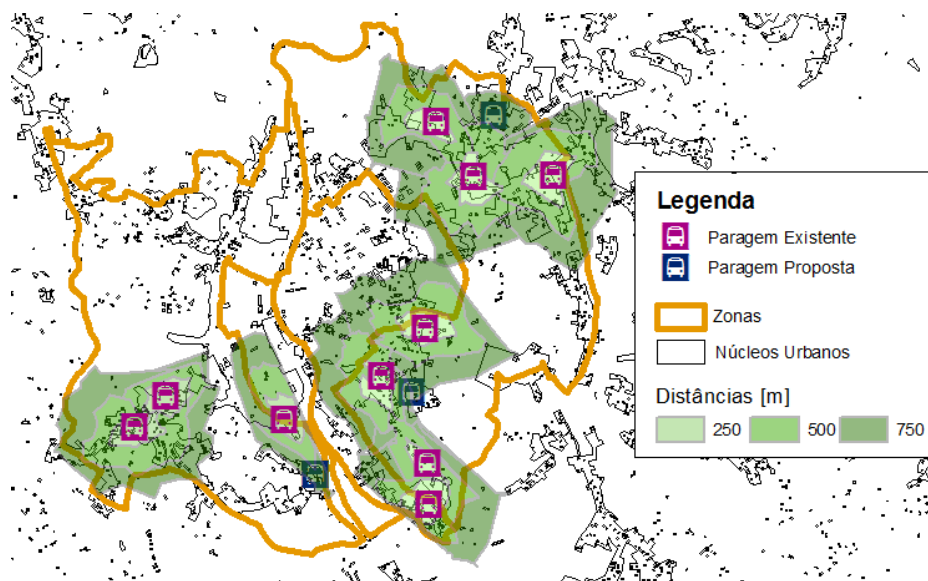 Legenda
Paragem Existente
Paragem Proposta
Zonas
Núcleos Urbanos
Distâncias [m]
250 500 750